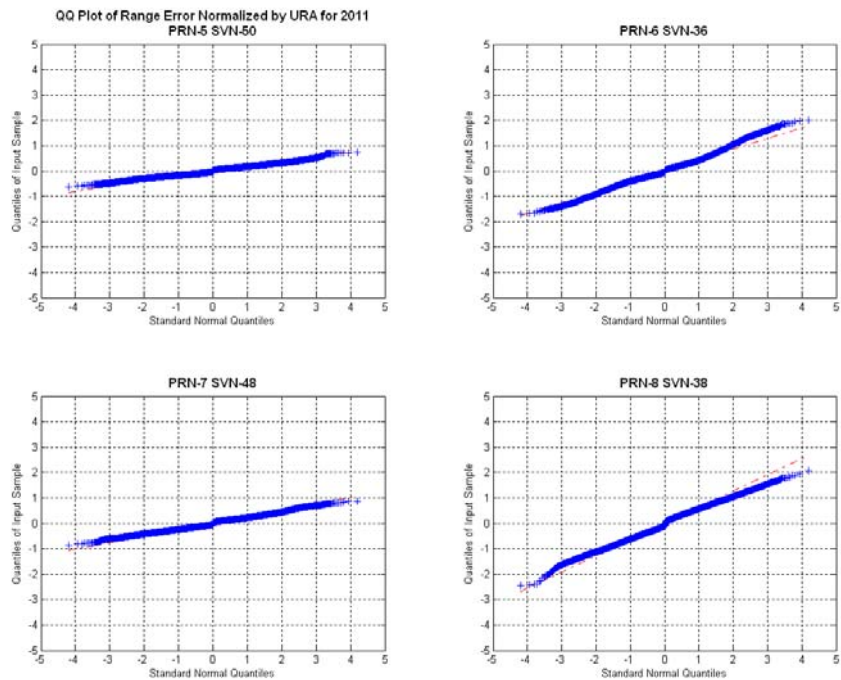 QQ Plot of Range Error Normalized by URA for 2011
PRN-5 SVN-50
5
4
3
2
1
0
-1
-2
-3
-4
-5
Quantiles of Input Sample
-5 -4 -3 -2 -1 0 1 2 3 4 5
Standard Normal Quantiles
PRN-6 SVN-36
5
4
3
2
1
0
-1
-2
-3
-4
-5
Quantiles of Input Sample
-5 -4 -3 -2 -1 0 1 2 3 4 5
Standard Normal Quantiles
PRN-7 SVN-48
5
4
3
2
1
0
-1
-2
-3
-4
-5
Quantiles of Input Sample
-5 -4 -3 -2 -1 0 1 2 3 4 5
Standard Normal Quantiles
PRN-8 SVN-38
5
4
3
2
1
0
-1
-2
-3
-4
-5
Quantiles of Input Sample
-5 -4 -3 -2 -1 0 1 2 3 4 5
Standard Normal Quantiles